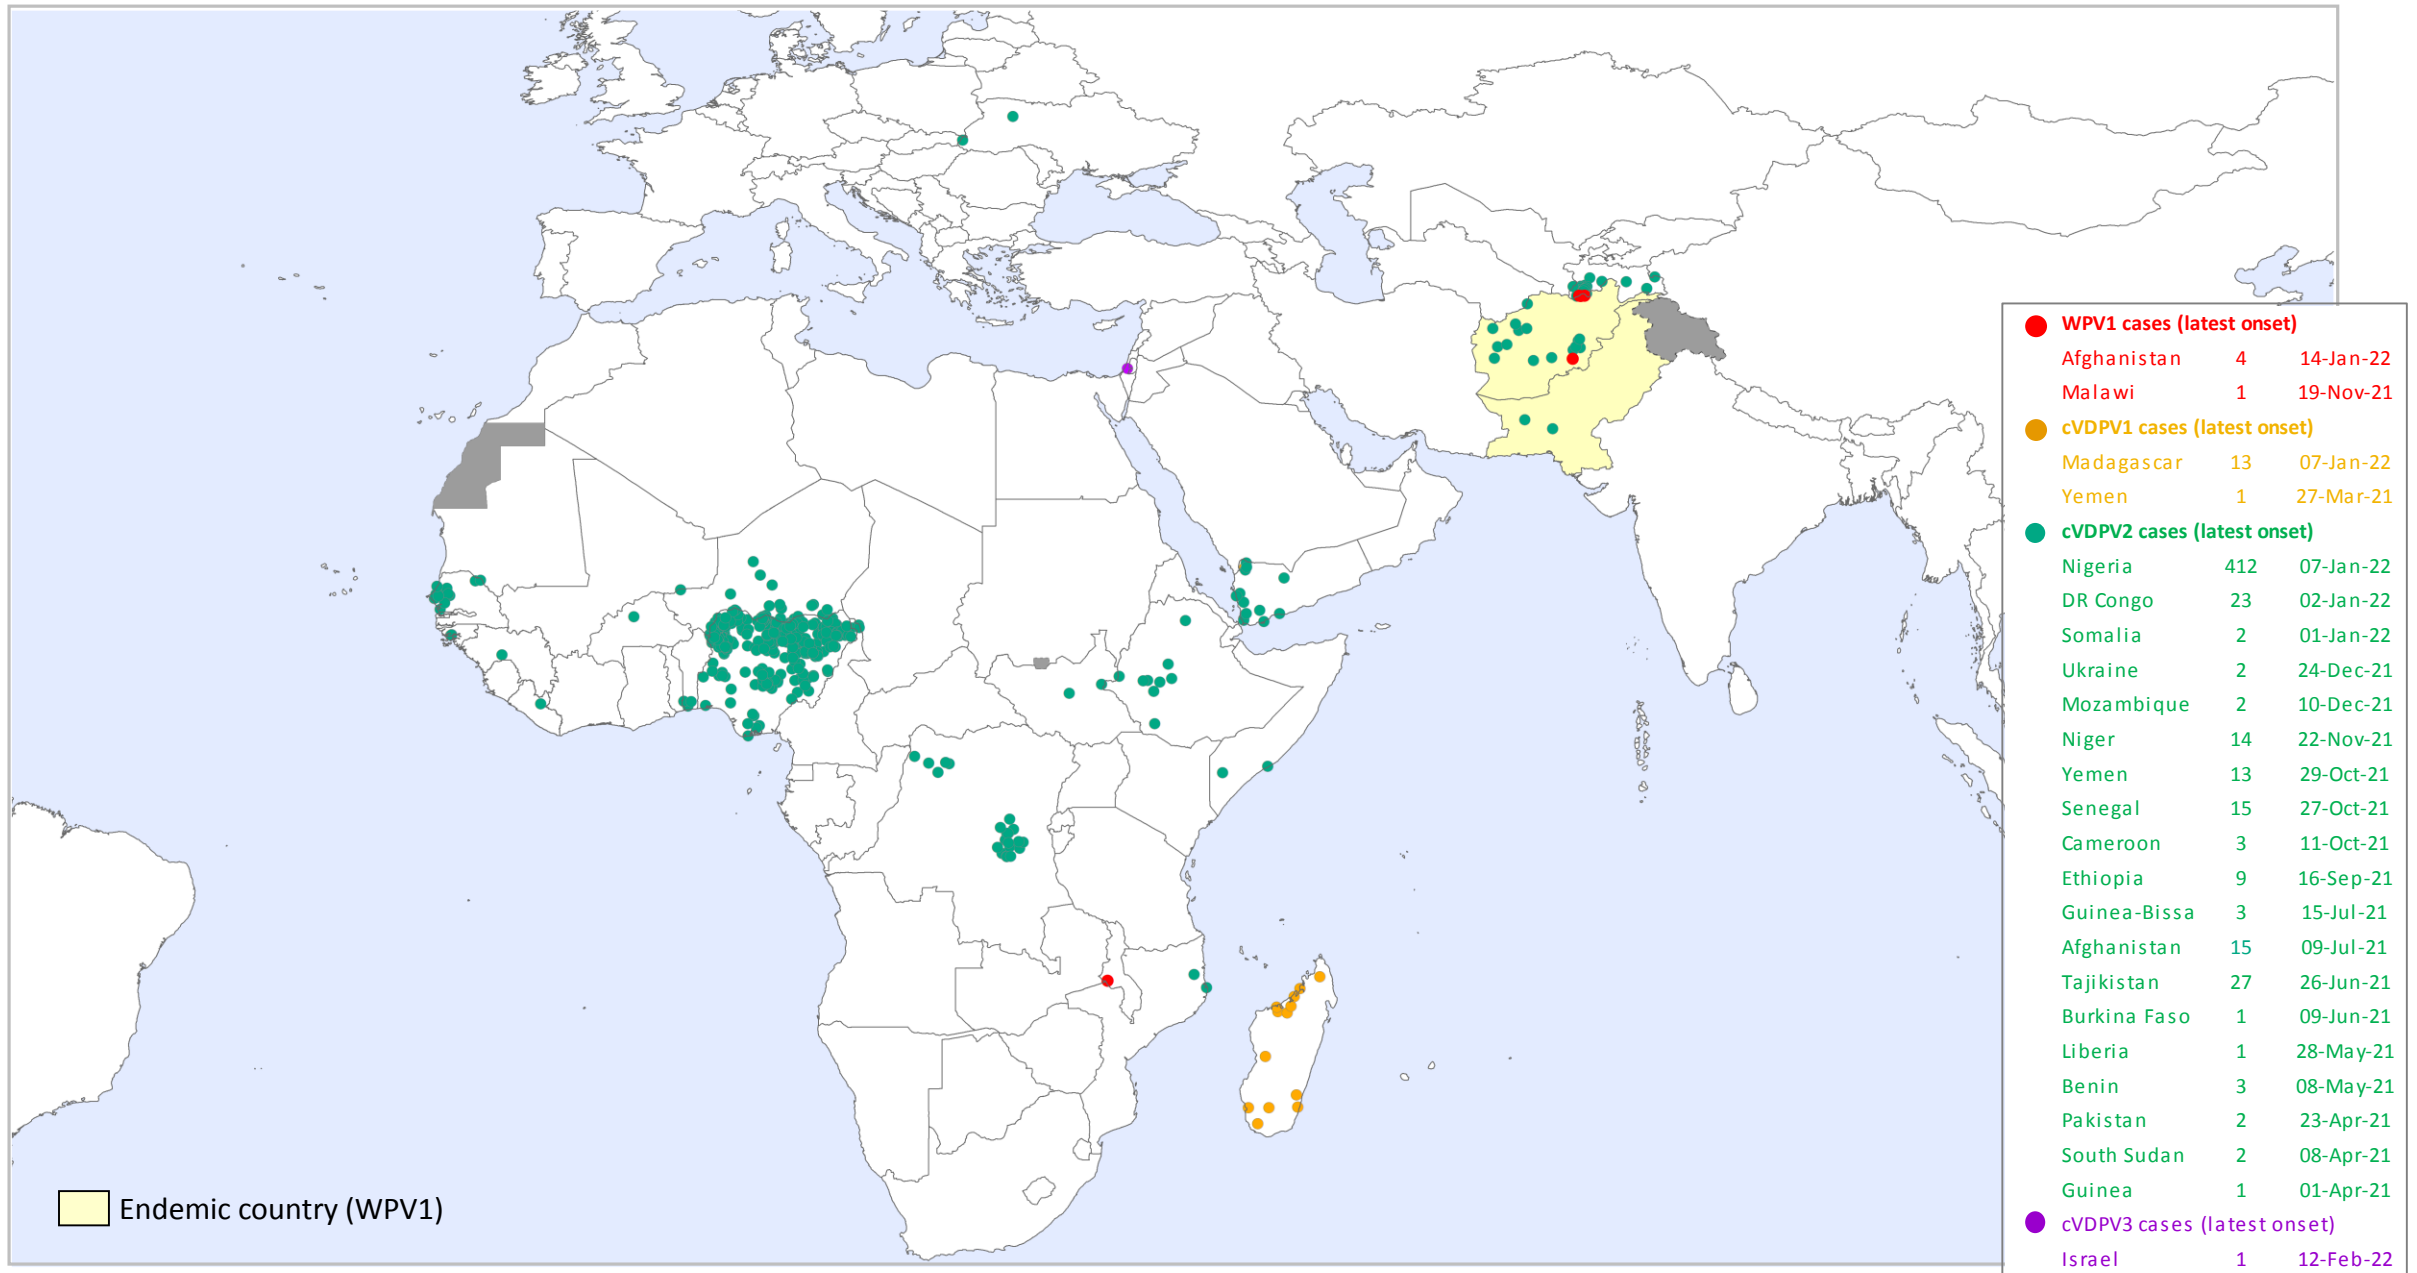 WPV1 cases (latest onset)
Afghanistan 4 14-Jan-22
Malawi 1 19-Nov-21
cVDPV1 cases (latest onset)
Madagascar 13 07-Jan-22
Yemen 1 27-Mar-21
cVDPV2 cases (latest onset)
Nigeria 412 07-Jan-22
DR Congo 23 02-Jan-22
Somalia 2 01-Jan-22
Ukraine 2 24-Dec-21
Mozambique 2 10-Dec-21
Niger 14 22-Nov-21
Yemen 13 29-Oct-21
Senegal 15 27-Oct-21
Cameroon 3 11-Oct-21
Ethiopia 9 16-Sep-21
Guinea-Bissa 3 15-Jul-21
Afghanistan 15 09-Jul-21
Tajikistan 27 26-Jun-21
Burkina Faso 1 09-Jun-21
Liberia 1 28-May-21
Benin 3 08-May-21
Pakistan 2 23-Apr-21
South Sudan 2 08-Apr-21
Guinea 1 01-Apr-21
cVDPV3 cases (latest onset)
Israel 1 12-Feb-22
Endemic country (WPV1)